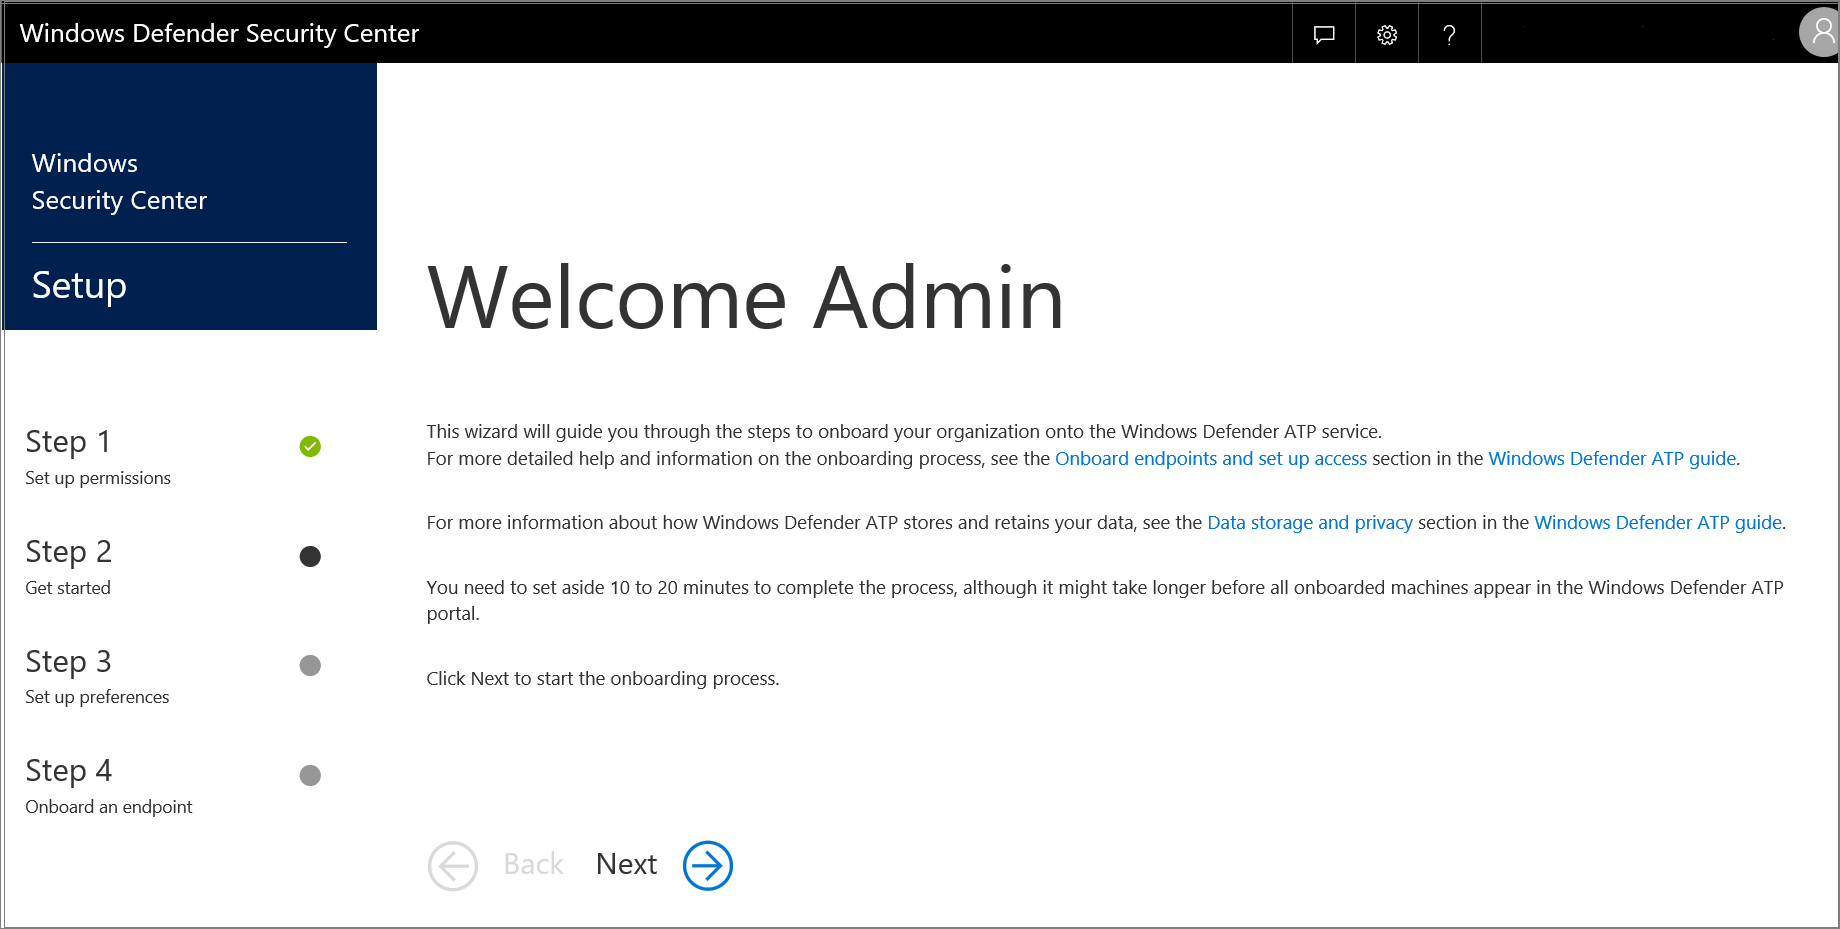 Windows Defender Security Center
?
Windows
Security Center
Setup
Step 1
Set up permissions
Step 2
Get started
Step 3
Set up preferences
Step 4
Onboard an endpoint
Welcome Admin
This wizard will guide you through the steps to onboard your organization onto the Windows Defender ATP service.
For more detailed help and information on the onboarding process, see the Onboard endpoints and set up access section in the Windows Defender ATP guide.
For more information about how Windows Defender ATP stores and retains your data, see the Data storage and privacy section in the Windows Defender ATP guide.
You need to set aside 10 to 20 minutes to complete the process, although it might take longer before all onboarded machines appear in the Windows Defender ATP
portal.
Click Next to start the onboarding process.
Back Next